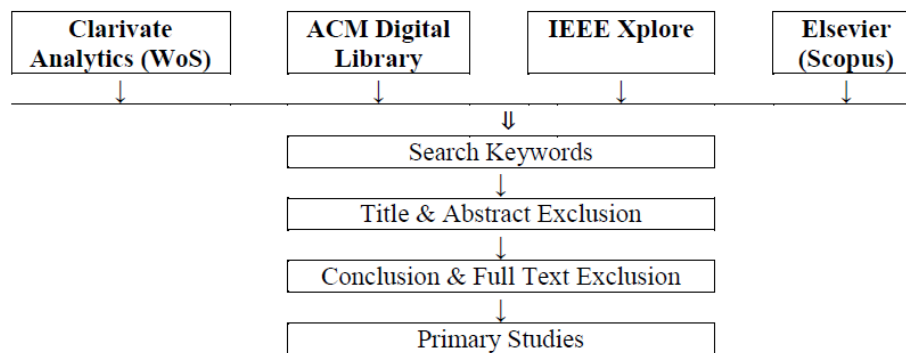 Clarivate
Analytics (WoS)
ACM Digital
Library
IEEE Xplore
Elsevier
(Scopus)
↓
↓
↓
↓
⇓
Search Keywords
↓
Title & Abstract Exclusion
↓
Conclusion & Full Text Exclusion
↓
Primary Studies